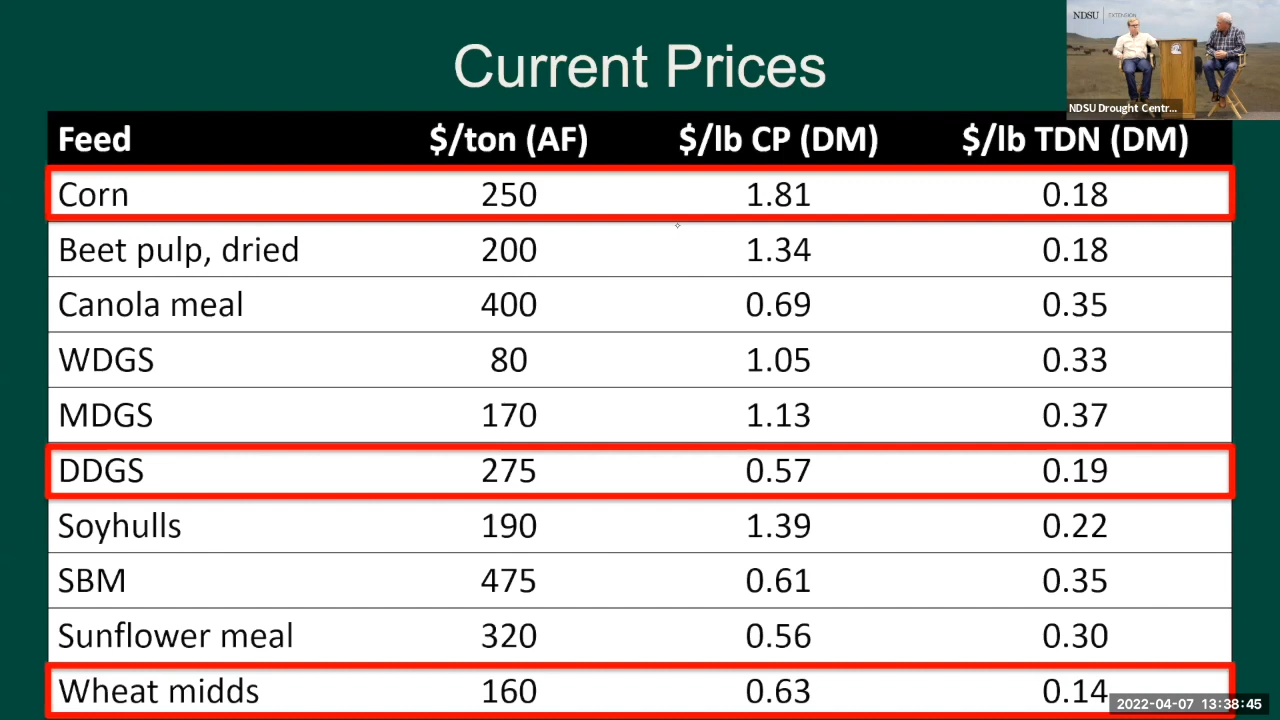 Current Prices
NDSU EXTENSION
NDSU Drought Centr...
Feed $/ton (AF) $/lb CP (DM) $/lb TDN (DM)
Corn 250 1.81 0.18
Beet pulp, dried 200 1.34 0.18
Canola meal 400 0.69 0.35
WDGS 80 1.05 0.33
MDGS 170 1.13 0.37
DDGS 275 0.57 0.19
Soyhulls 190 1.39 0.22
SBM 475 0.61 0.35
Sunflower meal 320 0.56 0.30
Wheat midds 160 0.63 0.14
2022-04-07 13:38:45